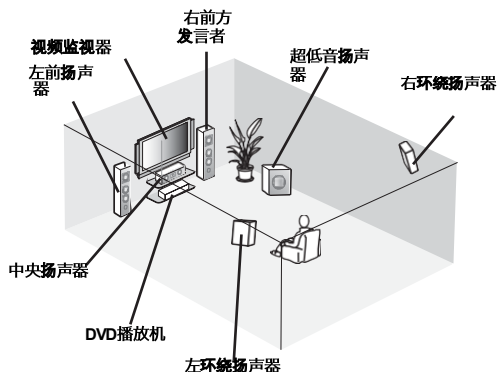 右前方
发言者
视频监视器
左前扬声
器
超低音扬声
器
右环绕扬声器
中央扬声器
DVD播放机
左环绕扬声器